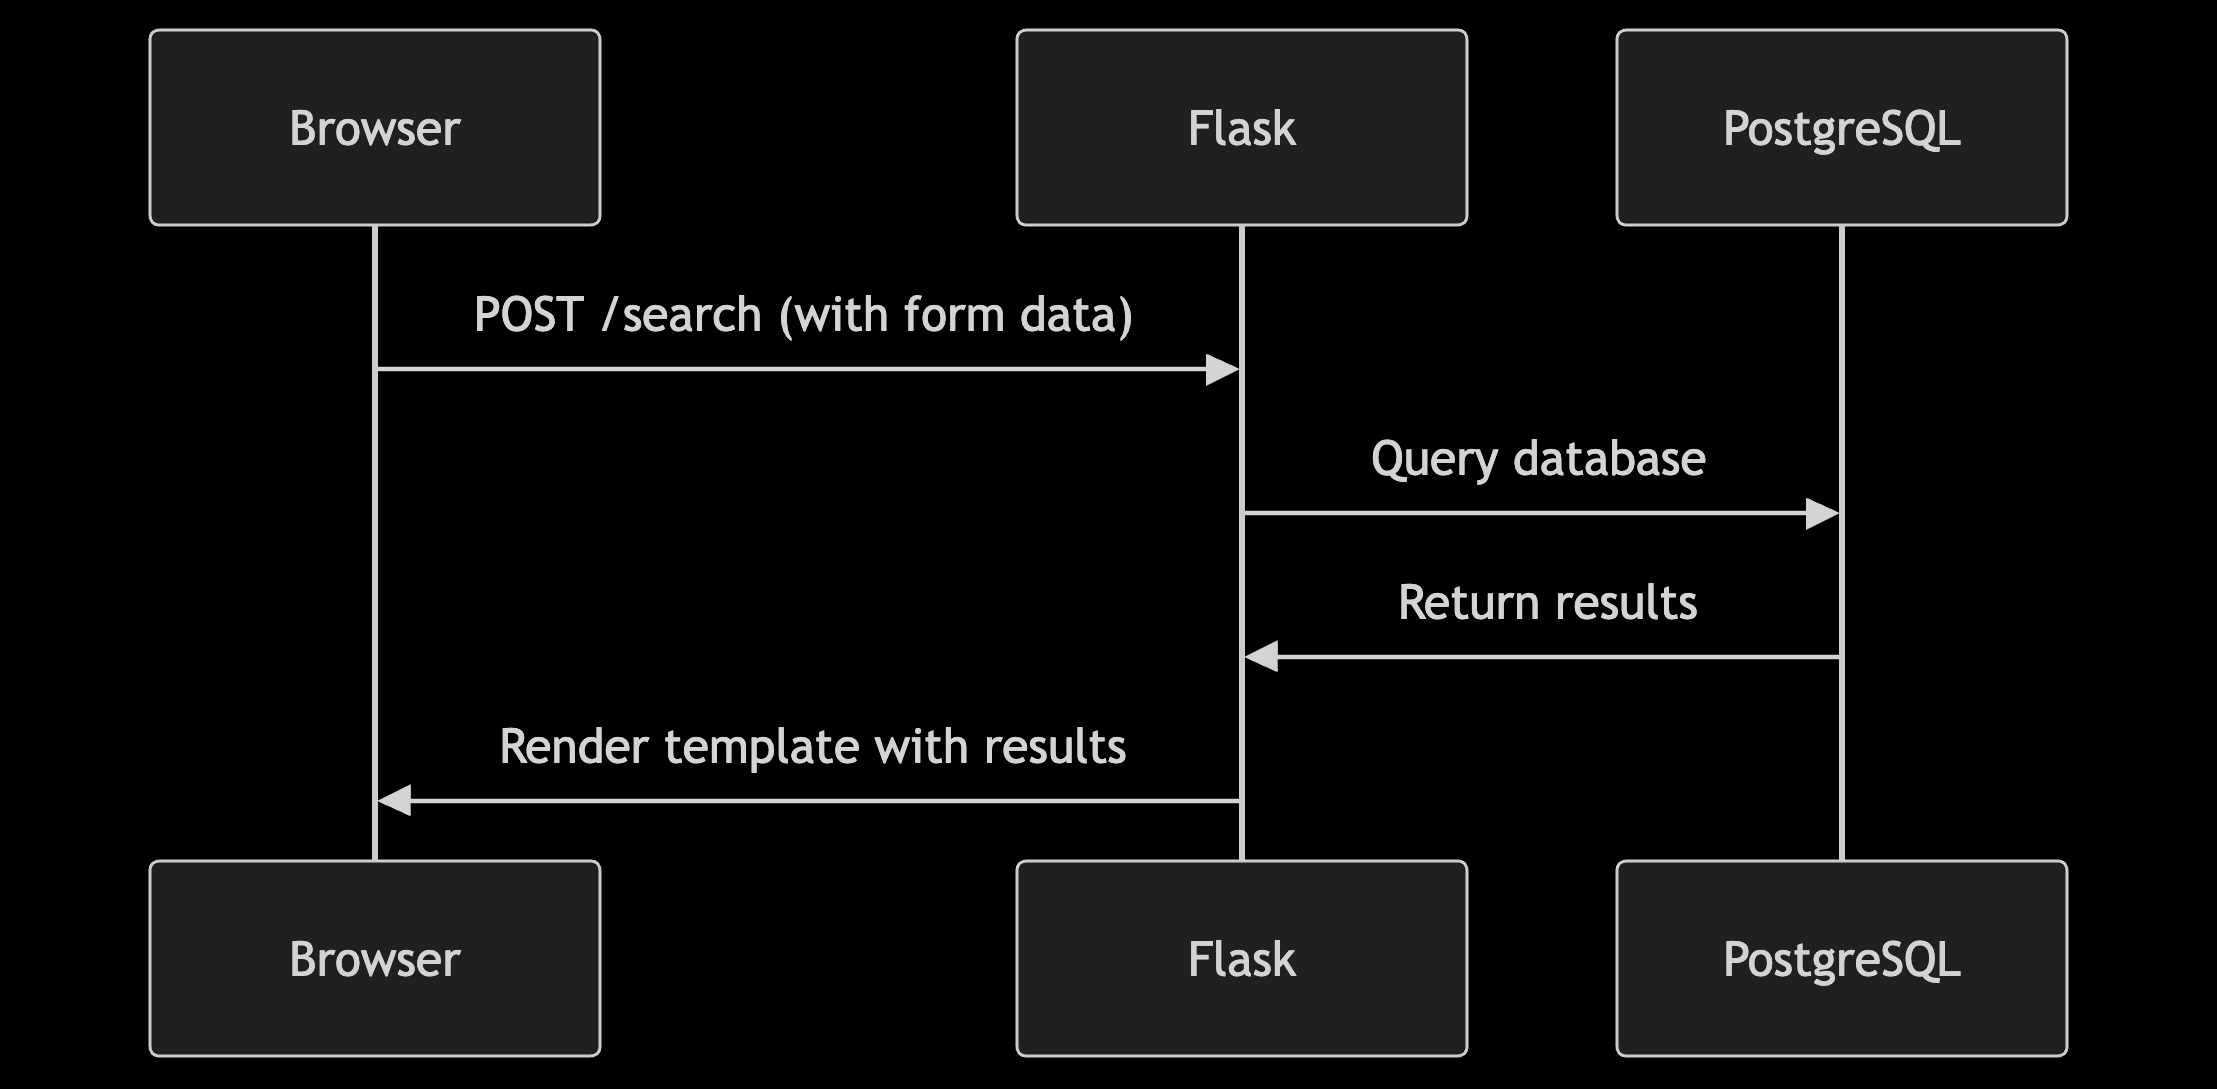 Browser
Flask
PostgreSQL
POST /search (with form data)
Query database
Return results
Render template with results
Browser
Flask
PostgreSQL